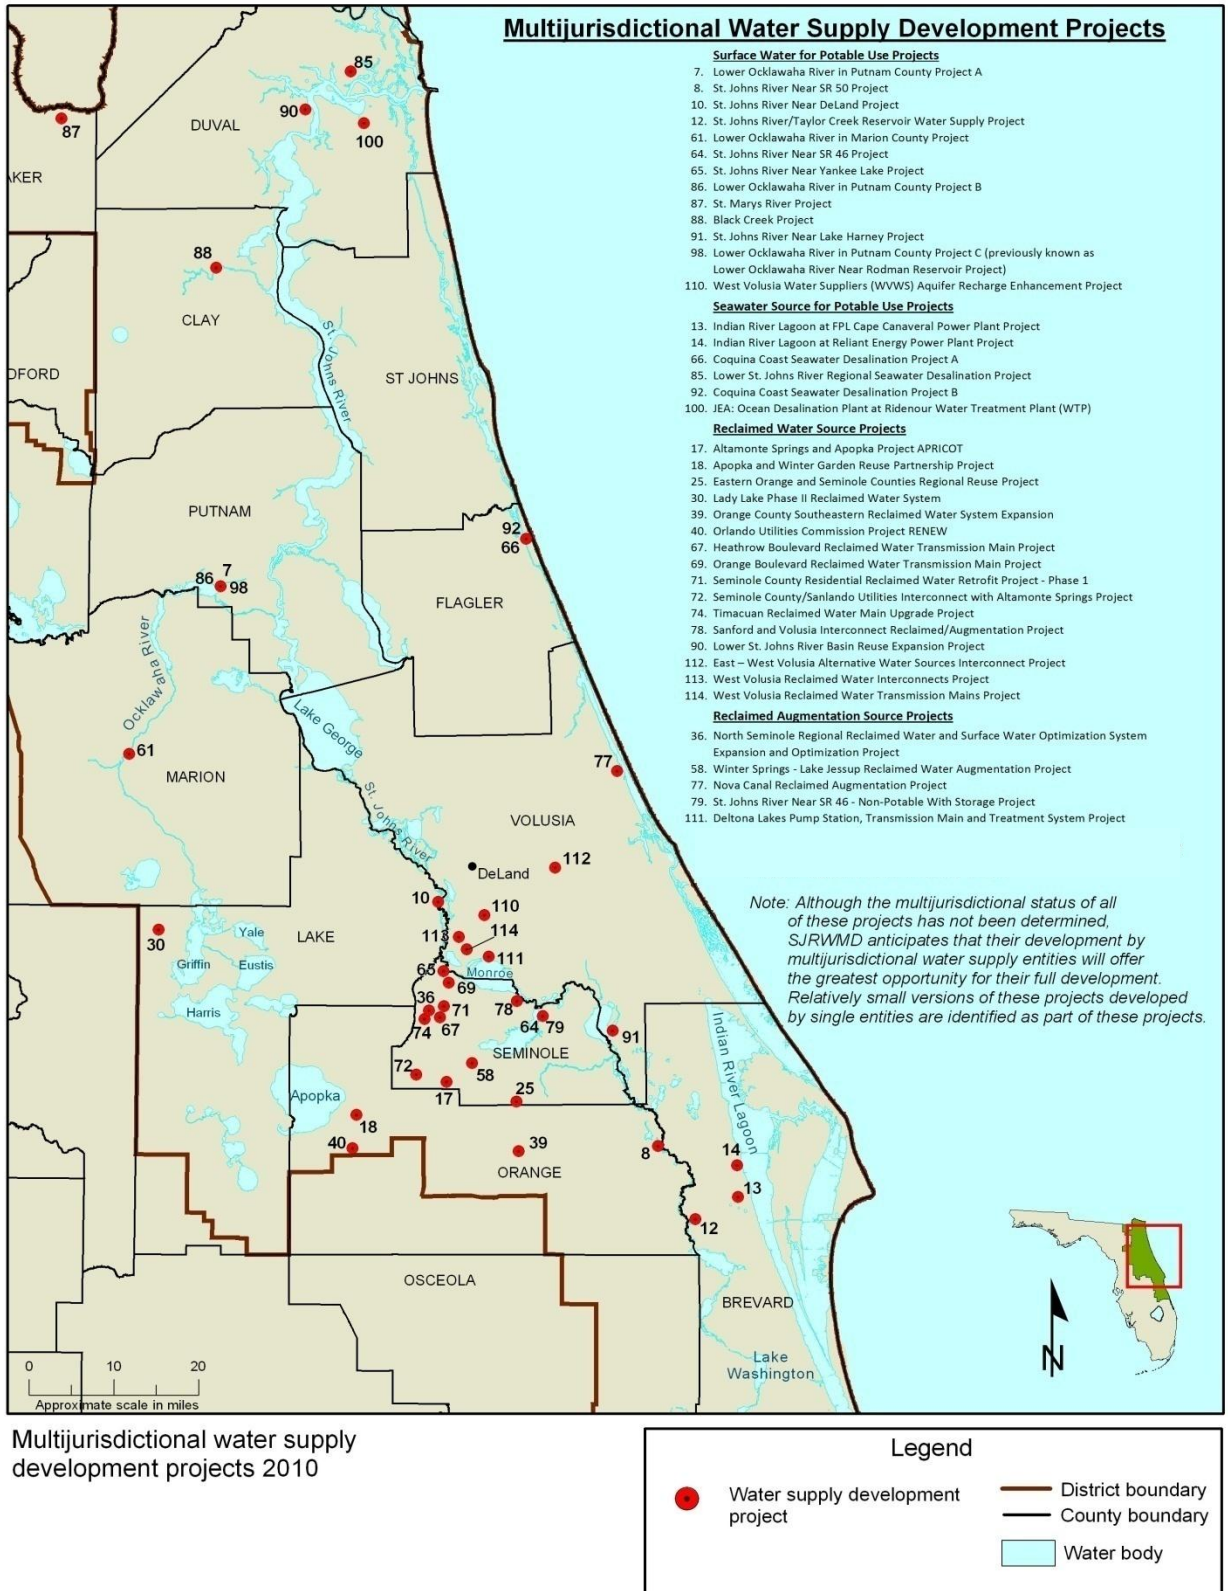 Multijurisdictional Water Supply Development Projects
Surface Water for Potable Use Projects
7. Lower Ocklawaha River in Putnam County Project A
8. St. Johns River Near SR 50 Project
10. St. Johns River Near DeLand Project
12. St. Johns River/Taylor Creek Reservoir Water Supply Project
61. Lower Ocklawaha River in Marion County Project
64. St. Johns River Near SR 46 Project
65. St. Johns River Near Yankee Lake Project
86. Lower Ocklawaha River in Putnam County Project B
87. St. Marys River Project
88. Black Creek Project
91. St. Johns River Near Lake Harney Project
98. Lower Ocklawaha River in Putnam County Project C (previously known as
Lower Ocklawaha River Near Rodman Reservoir Project)
110. West Volusia Water Suppliers (WVWS) Aquifer Recharge Enhancement Project
Seawater Source for Potable Use Projects
13. Indian River Lagoon at FPL Cape Canaveral Power Plant Project
14. Indian River Lagoon at Reliant Energy Power Plant Project
66. Coquina Coast Seawater Desalination Project A
85. Lower St. Johns River Regional Seawater Desalination Project
92. Coquina Coast Seawater Desalination Project B
100. JEA: Ocean Desalination Plant at Ridenour Water Treatment Plant (WTP)
Reclaimed Water Source Projects
17. Altamonte Springs and Apopka Project APRICOT
18. Apopka and Winter Garden Reuse Partnership Project
25. Eastern Orange and Seminole Counties Regional Reuse Project
30. Lady Lake Phase II Reclaimed Water System
39. Orange County Southeastern Reclaimed Water System Expansion
40. Orlando Utilities Commission Project RENEW
67. Heathrow Boulevard Reclaimed Water Transmission Main Project
69. Orange Boulevard Reclaimed Water Transmission Main Project
71. Seminole County Residential Reclaimed Water Retrofit Project - Phase 1
72. Seminole County/Sanlando Utilities Interconnect with Altamonte Springs Project
74. Timacuan Reclaimed Water Main Upgrade Project
78. Sanford and Volusia Interconnect Reclaimed/Augmentation Project
90. Lower St. Johns River Basin Reuse Expansion Project
112. East – West Volusia Alternative Water Sources Interconnect Project
113. West Volusia Reclaimed Water Interconnects Project
114. West Volusia Reclaimed Water Transmission Mains Project
Reclaimed Augmentation Source Projects
36. North Seminole Regional Reclaimed Water and Surface Water Optimization System
Expansion and Optimization Project
58. Winter Springs - Lake Jessup Reclaimed Water Augmentation Project
77. Nova Canal Reclaimed Augmentation Project
79. St. Johns River Near SR 46 - Non-Potable With Storage Project
111. Deltona Lakes Pump Station, Transmission Main and Treatment System Project
Note: Although the multijurisdictional status of all
of these projects has not been determined,
SJRWMD anticipates that their development by
multijurisdictional water supply entities will offer
the greatest opportunity for their full development.
Relatively small versions of these projects developed
by single entities are identified as part of these projects.
85
90
87
DUVAL
100
AKER
88
CLAY
St. Johns River
DFORD
ST JOHNS
PUTNAM
92
66
7
86
98
FLAGLER
Ocklawaha River
Lake George
61
MARION
77
St. Johns River
VOLUSIA
112
DeLand
10
110
30
LAKE
113
114
Yale
111
Griffin
Eustis
65
Monroe
69
Harris
36
71
78
74
67
64
79
91
SEMINOLE
Indian River Lagoon
72
58
17
25
Apopka
18
40
39
8
14
ORANGE
13
12
OSCEOLA
BREVARD
Lake
Washington
0 10 20
Approximate scale in miles
N
Multijurisdictional water supply
development projects 2010
Legend
Water supply development
project
District boundary
County boundary
Water body